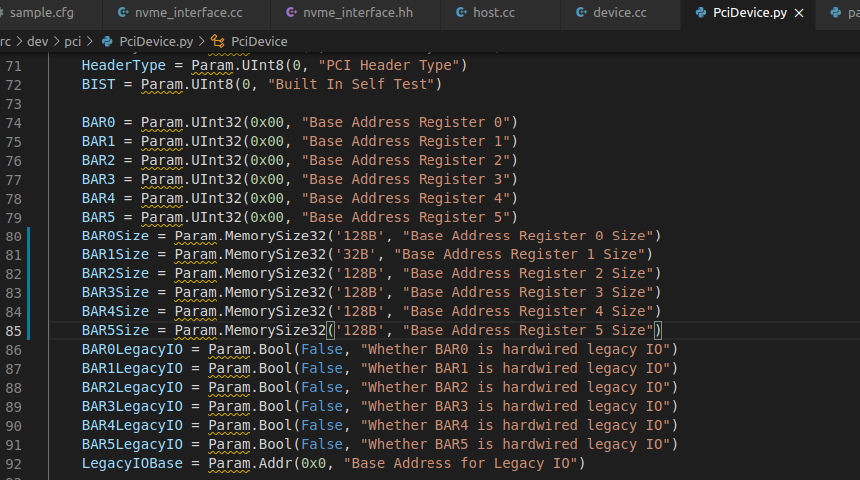 sample.cfg nvme_interface.cc nvme_interface.hh host.cc device.cc PciDevice.py × pa
rc > dev > pci > PciDevice.py > PciDevice
71 HeaderType = Param.UInt8(0, "PCI Header Type")
72 BIST = Param.UInt8(0, "Built In Self Test")
73
74 BAR0 = Param.UInt32(0x00, "Base Address Register 0")
75 BAR1 = Param.UInt32(0x00, "Base Address Register 1")
76 BAR2 = Param.UInt32(0x00, "Base Address Register 2")
77 BAR3 = Param.UInt32(0x00, "Base Address Register 3")
78 BAR4 = Param.UInt32(0x00, "Base Address Register 4")
79 BAR5 = Param.UInt32(0x00, "Base Address Register 5")
80 BAR0Size = Param.MemorySize32('128B', "Base Address Register 0 Size")
81 BAR1Size = Param.MemorySize32('32B', "Base Address Register 1 Size")
82 BAR2Size = Param.MemorySize32('128B', "Base Address Register 2 Size")
83 BAR3Size = Param.MemorySize32('128B', "Base Address Register 3 Size")
84 BAR4Size = Param.MemorySize32('128B', "Base Address Register 4 Size")
85 BAR5Size = Param.MemorySize32('128B', "Base Address Register 5 Size")
86 BAR0LegacyIO = Param.Bool(False, "Whether BAR0 is hardwired legacy IO")
87 BAR1LegacyIO = Param.Bool(False, "Whether BAR1 is hardwired legacy IO")
88 BAR2LegacyIO = Param.Bool(False, "Whether BAR2 is hardwired legacy IO")
89 BAR3LegacyIO = Param.Bool(False, "Whether BAR3 is hardwired legacy IO")
90 BAR4LegacyIO = Param.Bool(False, "Whether BAR4 is hardwired legacy IO")
91 BAR5LegacyIO = Param.Bool(False, "Whether BAR5 is hardwired legacy IO")
92 LegacyIOBase = Param.Addr(0x0, "Base Address for Legacy IO")